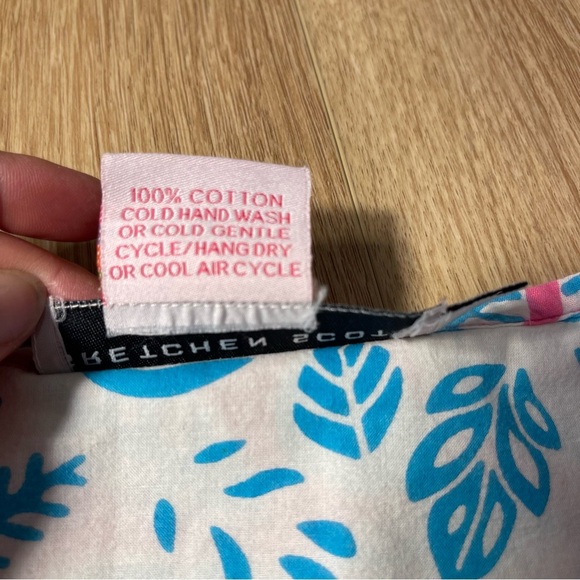 100% COTTON
COLD HAND WASH
OR COLD GENTLE
CYCLE/HANG DRY
OR COOL AIR CYCLE
RETCHEN SCOT